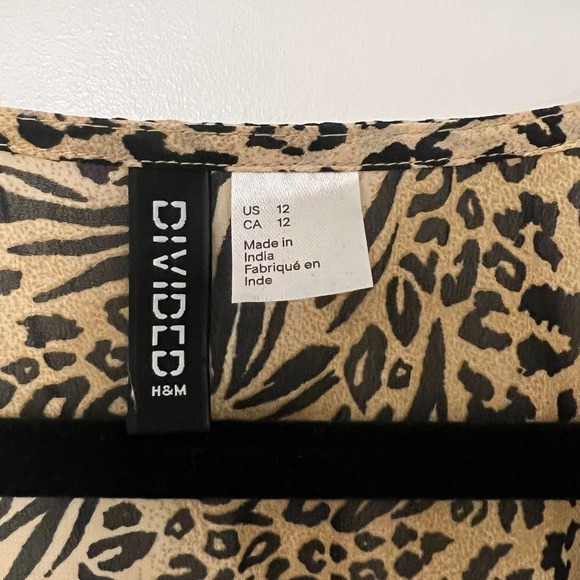 DIVIDED
H&M
US 12
CA 12
Made in
India
Fabriqué en
Inde